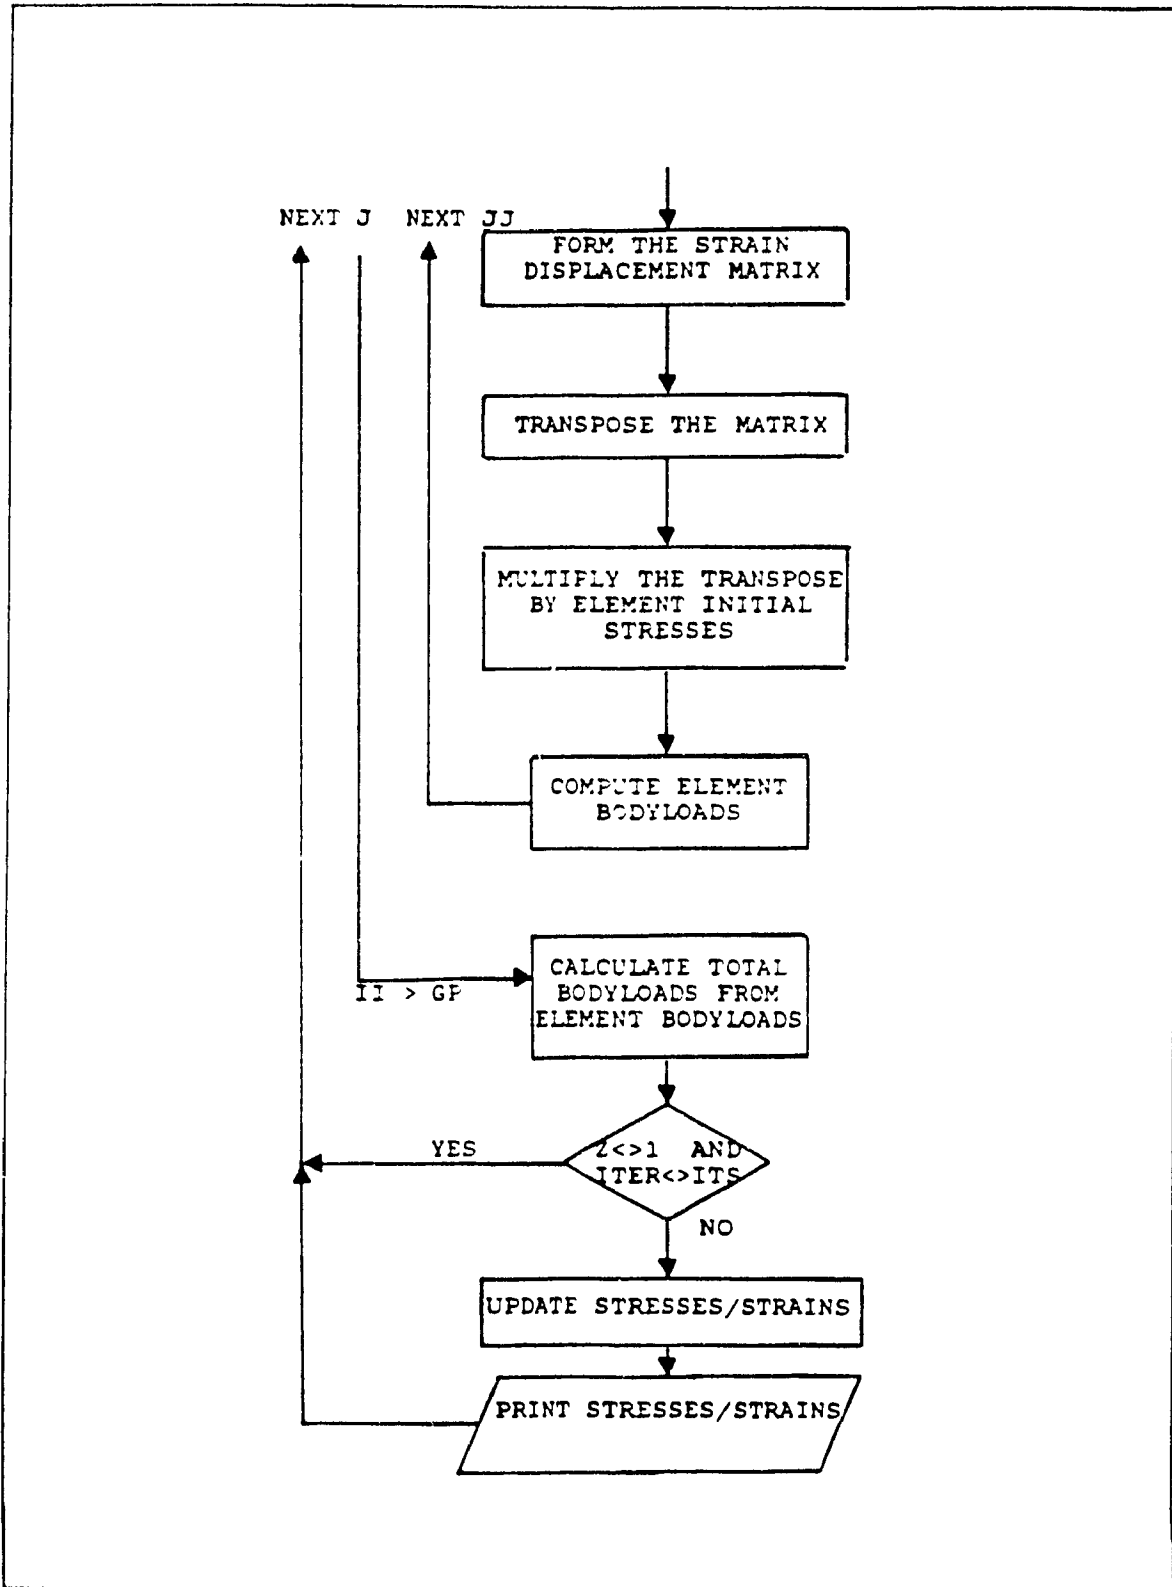 NEXT J NEXT JJ
FORM THE STRAIN
DISPLACEMENT MATRIX
TRANSPOSE THE MATRIX
MULTIPLY THE TRANSPOSE
BY ELEMENT INITIAL
STRESSES
COMPUTE ELEMENT
BODYLOADS
CALCULATE TOTAL
BODYLOADS FROM
ELEMENT BODYLOADS
II > GP
YES
Z<>1 AND
ITER<>ITS
NO
UPDATE STRESSES/STRAINS
PRINT STRESSES/STRAINS